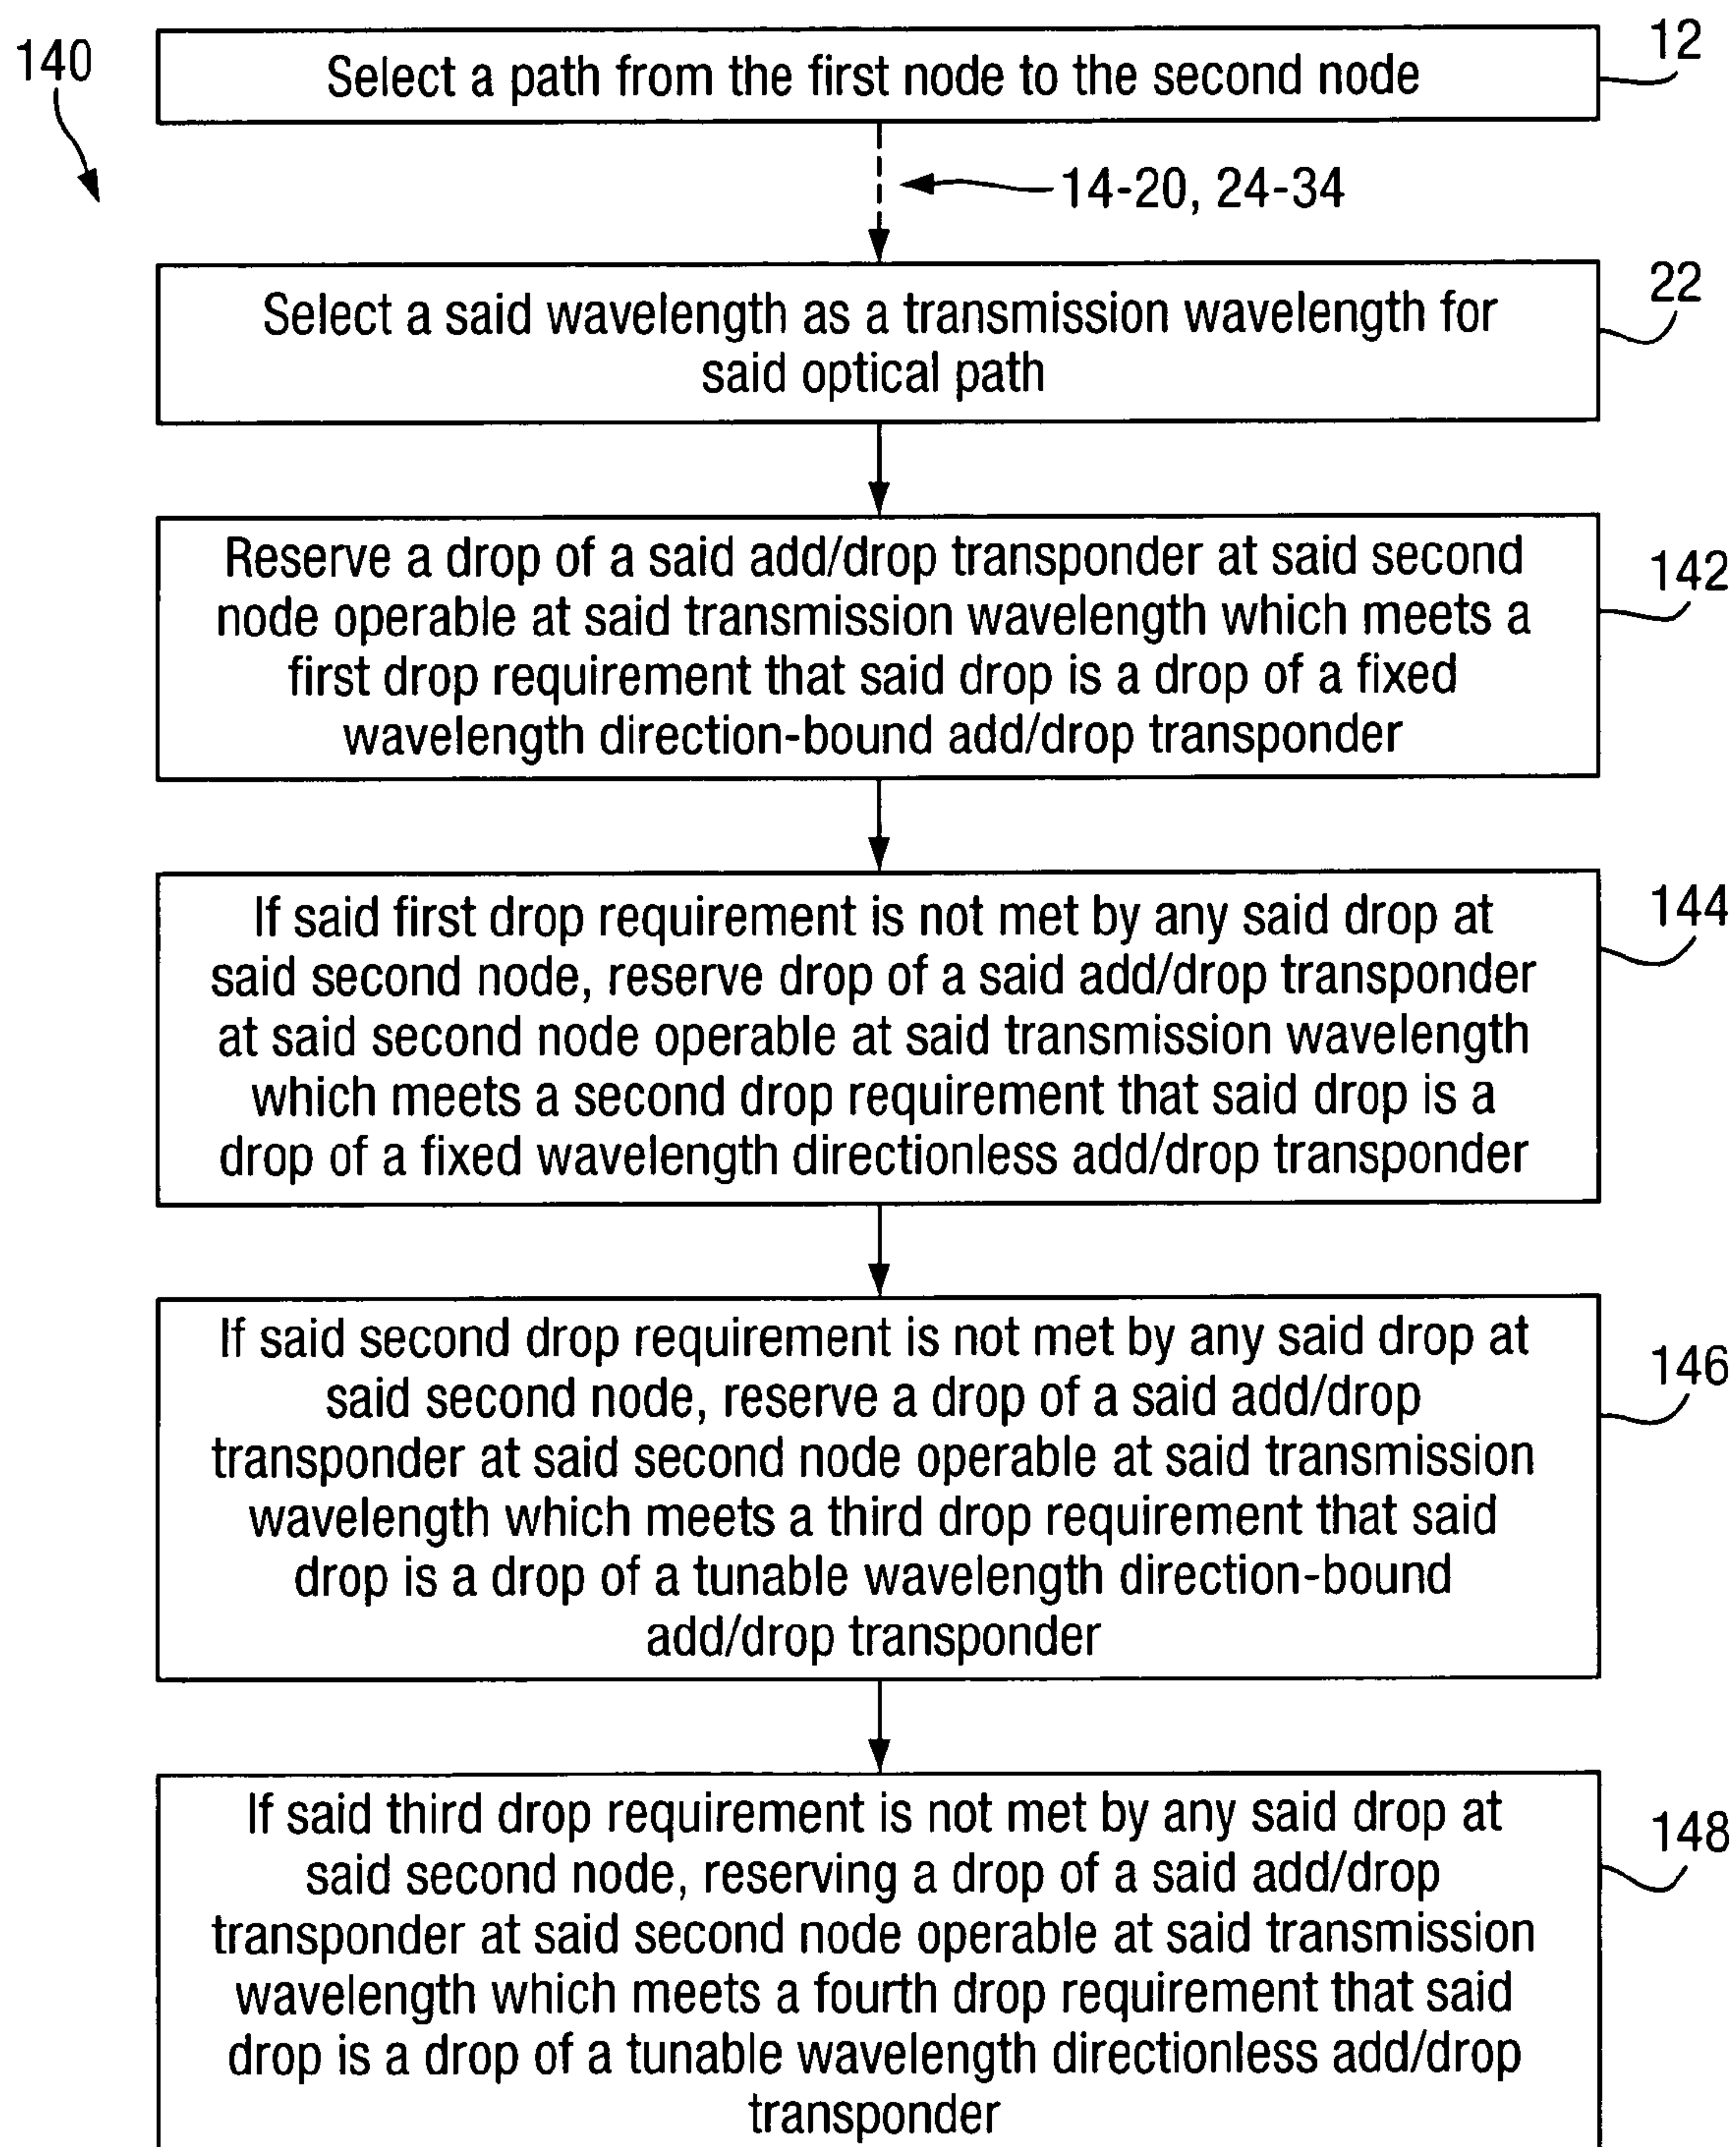 140
12
Select a path from the first node to the second node
14-20, 24-34
22
Select a said wavelength as a transmission wavelength for
said optical path
142
Reserve a drop of a said add/drop transponder at said second
node operable at said transmission wavelength which meets a
first drop requirement that said drop is a drop of a fixed
wavelength direction-bound add/drop transponder
144
If said first drop requirement is not met by any said drop at
said second node, reserve drop of a said add/drop transponder
at said second node operable at said transmission wavelength
which meets a second drop requirement that said drop is a
drop of a fixed wavelength directionless add/drop transponder
146
If said second drop requirement is not met by any said drop at
said second node, reserve a drop of a said add/drop
transponder at said second node operable at said transmission
wavelength which meets a third drop requirement that said
drop is a drop of a tunable wavelength direction-bound
add/drop transponder
148
If said third drop requirement is not met by any said drop at
said second node, reserving a drop of a said add/drop
transponder at said second node operable at said transmission
wavelength which meets a fourth drop requirement that said
drop is a drop of a tunable wavelength directionless add/drop
transponder